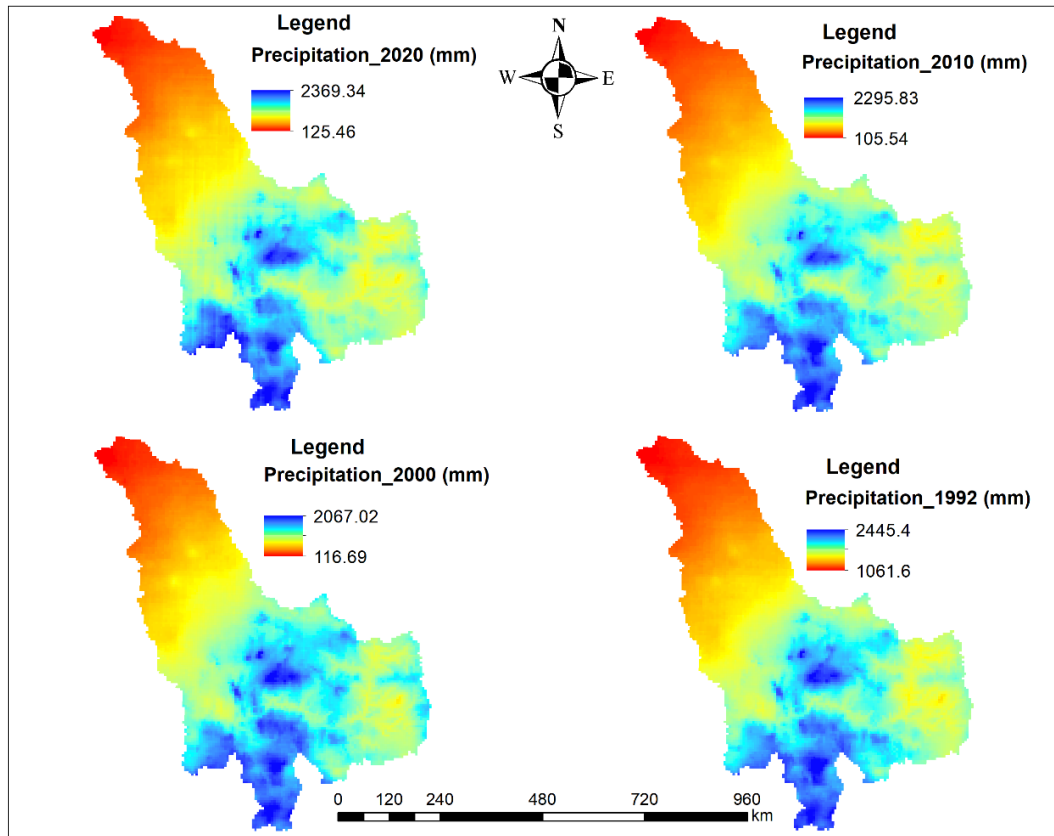 Legend
Precipitation_2020 (mm)
2369.34
125.46
N
W E
S
Legend
Precipitation_2010 (mm)
2295.83
105.54
Legend
Precipitation_2000 (mm)
2067.02
116.69
Legend
Precipitation_1992 (mm)
2445.4
1061.6
0 120 240 480 720 960
km